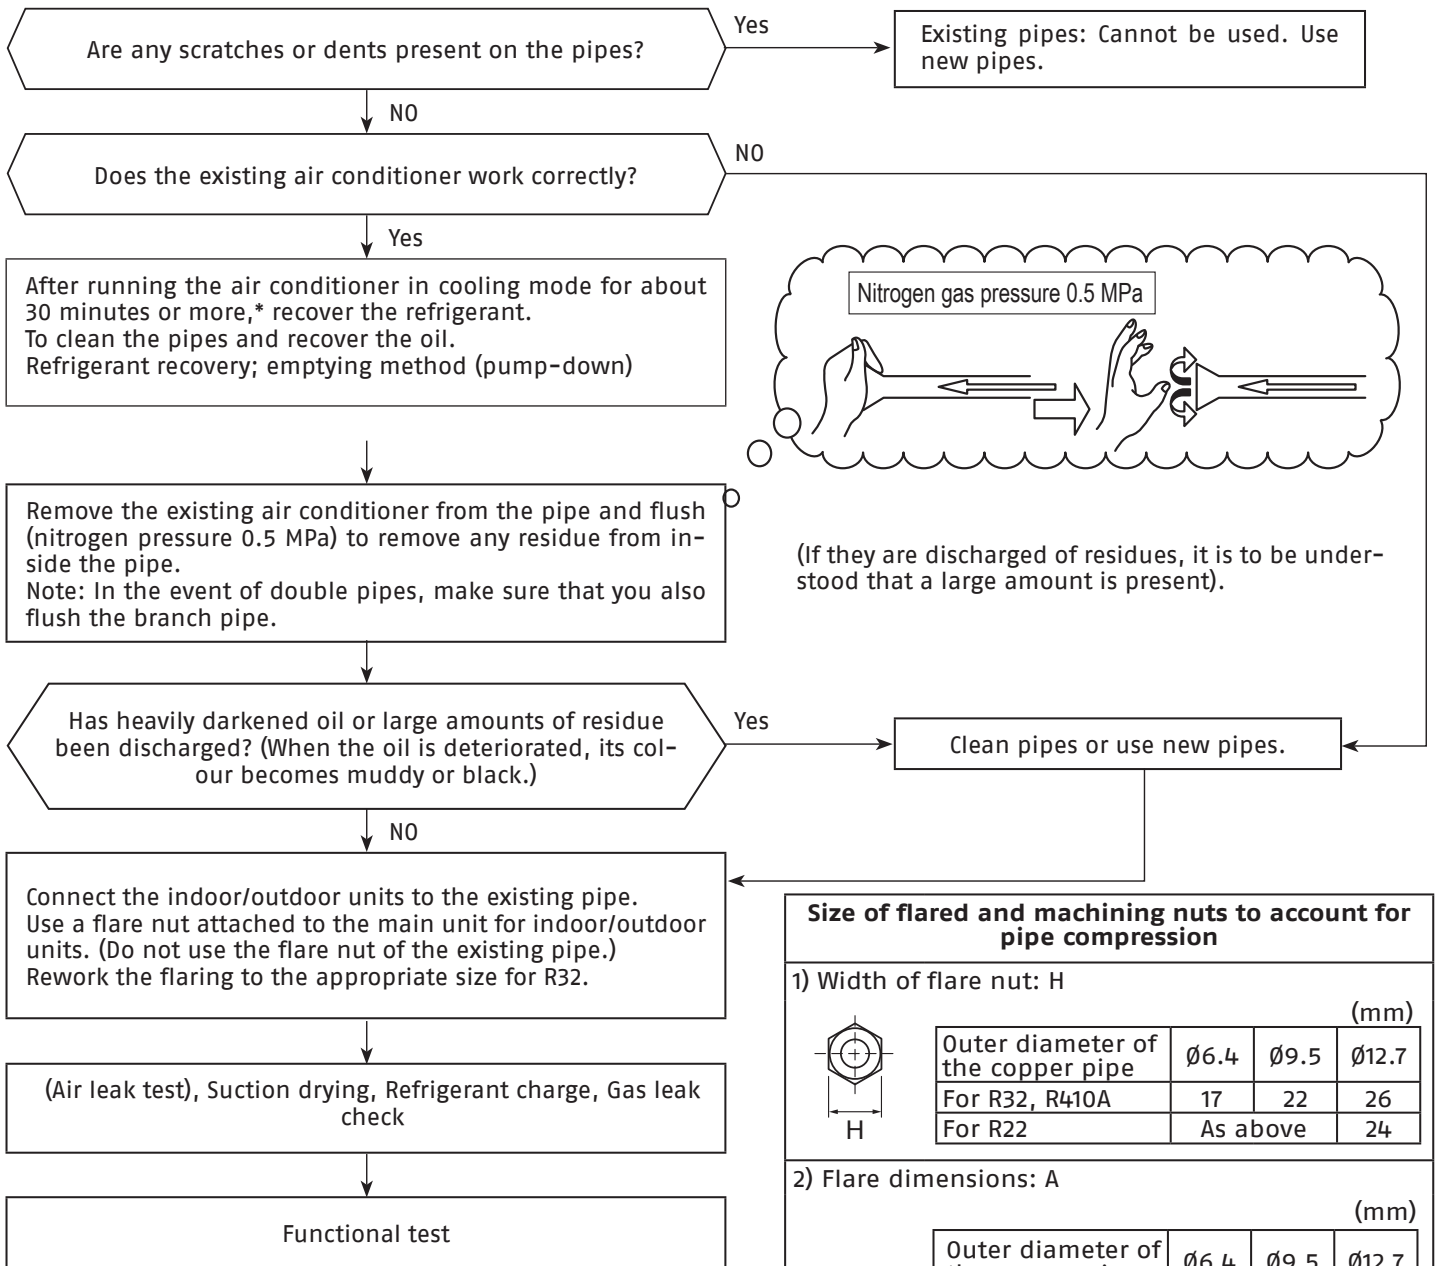 Are any scratches or dents present on the pipes?
Yes
Existing pipes: Cannot be used. Use
new pipes.
NO
Does the existing air conditioner work correctly?
NO
Yes
After running the air conditioner in cooling mode for about
30 minutes or more,* recover the refrigerant.
To clean the pipes and recover the oil.
Refrigerant recovery; emptying method (pump-down)
Nitrogen gas pressure 0.5 MPa
Remove the existing air conditioner from the pipe and flush
(nitrogen pressure 0.5 MPa) to remove any residue from in-
side the pipe.
Note: In the event of double pipes, make sure that you also
flush the branch pipe.
(If they are discharged of residues, it is to be under-
stood that a large amount is present).
Has heavily darkened oil or large amounts of residue
been discharged? (When the oil is deteriorated, its col-
our becomes muddy or black.)
Yes
Clean pipes or use new pipes.
NO
Connect the indoor/outdoor units to the existing pipe.
Use a flare nut attached to the main unit for indoor/outdoor
units. (Do not use the flare nut of the existing pipe.)
Rework the flaring to the appropriate size for R32.
(Air leak test), Suction drying, Refrigerant charge, Gas leak
check
Functional test
Size of flared and machining nuts to account for
pipe compression
1) Width of flare nut: H
(mm)
H
Outer diameter of
the copper pipe
Ø6.4 Ø9.5 Ø12.7
For R32, R410A 17 22 26
For R22 As above 24
2) Flare dimensions: A
(mm)
Outer diameter of
Ø6.4 Ø9.5 Ø12.7